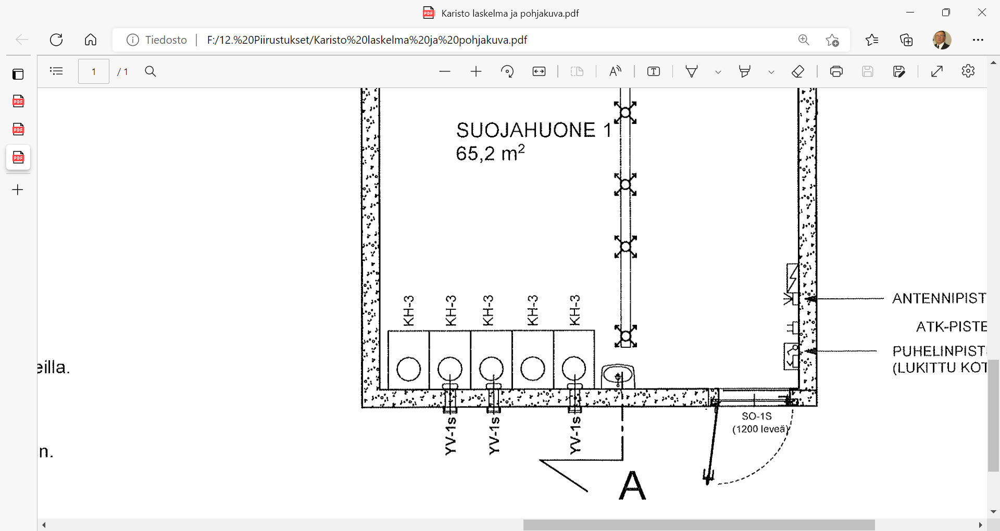 Karisto laskelma ja pohjakuva.pdf
Tiedosto
F:/12.%20Piirustukset/Karisto%20laskelma%20ja%20pohjakuva.pdf
1
/ 1
SUOJAHUONE 1
65,2 m²
KH-3
KH-3
KH-3
KH-3
KH-3
ANTENNIPIST
ATK-PISTE
PUHELINPIST
(LUKITTU KOT
eilla.
SO-1S
(1200 leveä)
YV-1s
YV-1s
YV-1s
n.
A